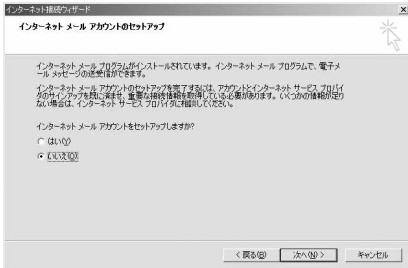 インターネット接続ウィザード
インターネット メール アカウントのセットアップ
インターネット メール プログラムがインストールされています。インターネット メール プログラムで、電子メ
ール メッセージの送受信ができます。
インターネット メール アカウントのセットアップを完了するには、アカウントとインターネット サービス プロバイ
ダのサインアップを既に済ませ、重要な接続情報を取得している必要があります。いくつかの情報が足り
ない場合は、インターネット サービス プロバイダに相談してください。
インターネット メール アカウントをセットアップしますか?
はい(Y)
いいえ(O)
< 戻る(B)
次へ(N) >
キャンセル